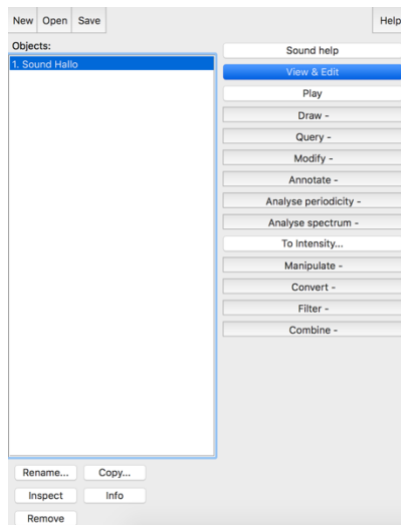 New Open Save Help
Objects:
1. Sound Hallo
Sound help
View & Edit
Play
Draw -
Query -
Modify -
Annotate -
Analyse periodicity -
Analyse spectrum -
To Intensity...
Manipulate -
Convert -
Filter -
Combine -
Rename... Copy...
Inspect Info
Remove